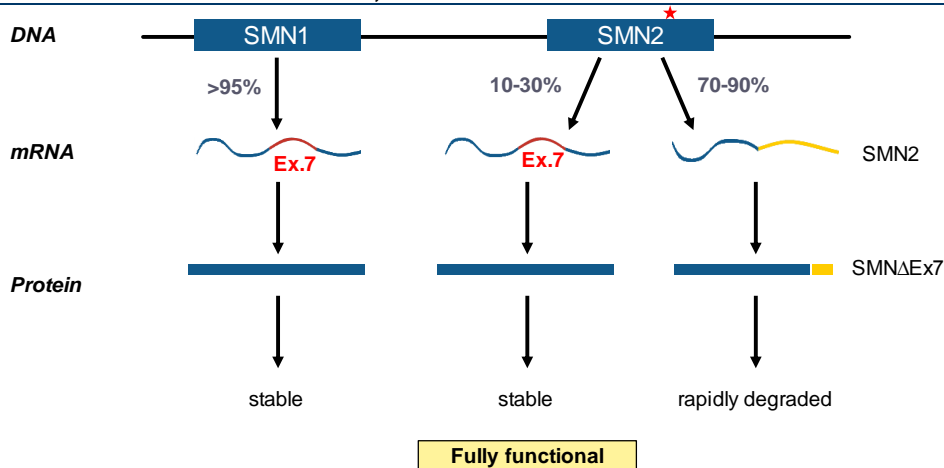 DNA
SMN1
SMN2
>95%
10-30%
70-90%
mRNA
Ex.7
Ex.7
SMN2
Protein
SMNΔEx7
stable
stable
rapidly degraded
Fully functional